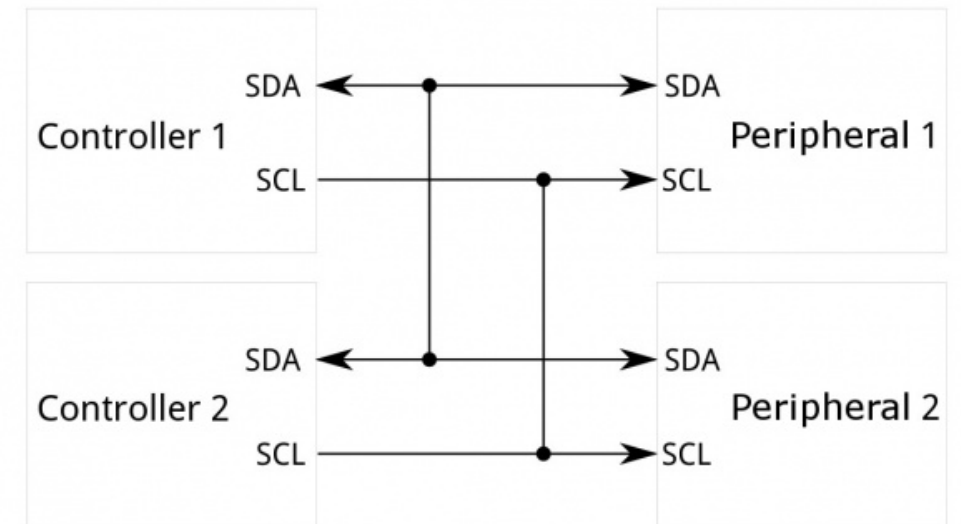 SDA
SDA
Controller 1
Peripheral 1
SCL
SCL
SDA
SDA
Controller 2
Peripheral 2
SCL
SCL